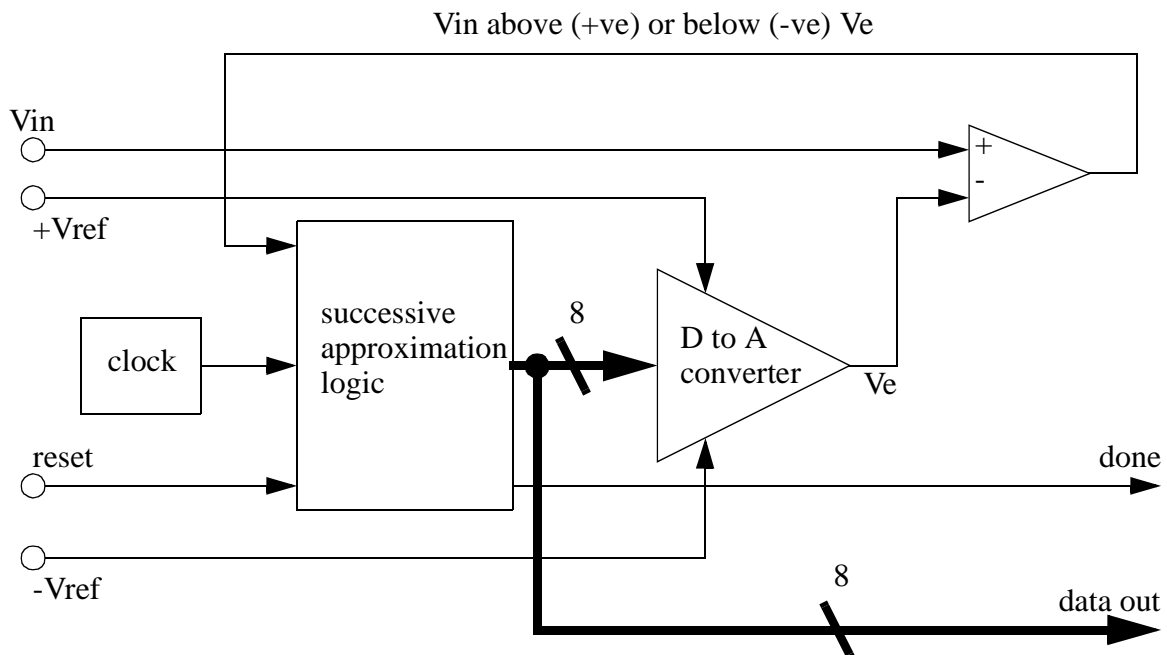 Vin above (+ve) or below (-ve) Ve
Vin
+
-
+Vref
8
successive
approximation
logic
D to A
converter
clock
Ve
reset
done
-Vref
8
data out